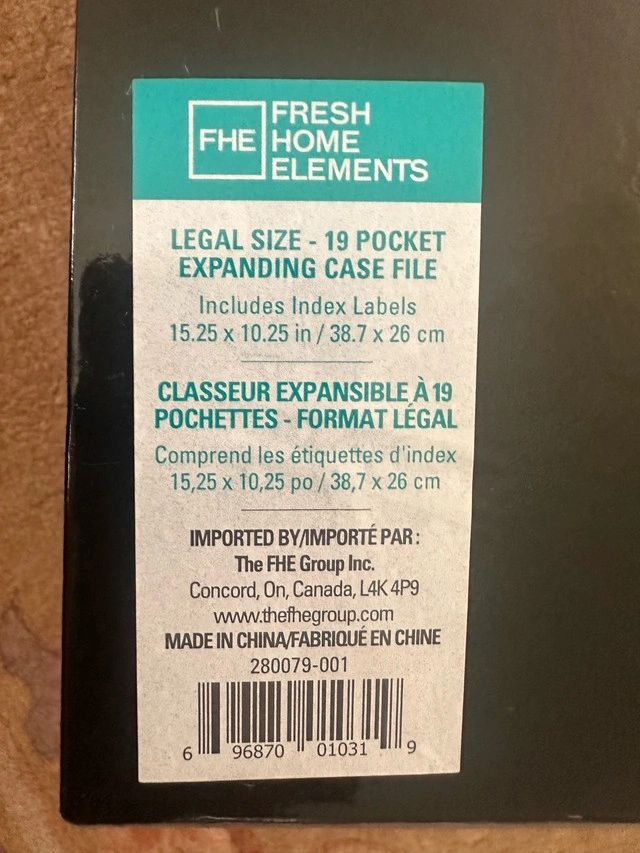 FHE
FRESH
HOME
ELEMENTS
LEGAL SIZE - 19 POCKET
EXPANDING CASE FILE
Includes Index Labels
15.25 x 10.25 in / 38.7 x 26 cm
CLASSEUR EXPANSIBLE À 19
POCHETTES - FORMAT LÉGAL
Comprend les étiquettes d'index
15,25 x 10,25 po / 38,7 x 26 cm
IMPORTED BY/IMPORTÉ PAR :
The FHE Group Inc.
Concord, On, Canada, L4K 4P9
www.thefhegroup.com
MADE IN CHINA/FABRIQUÉ EN CHINE
280079-001
6 96870 01031 9